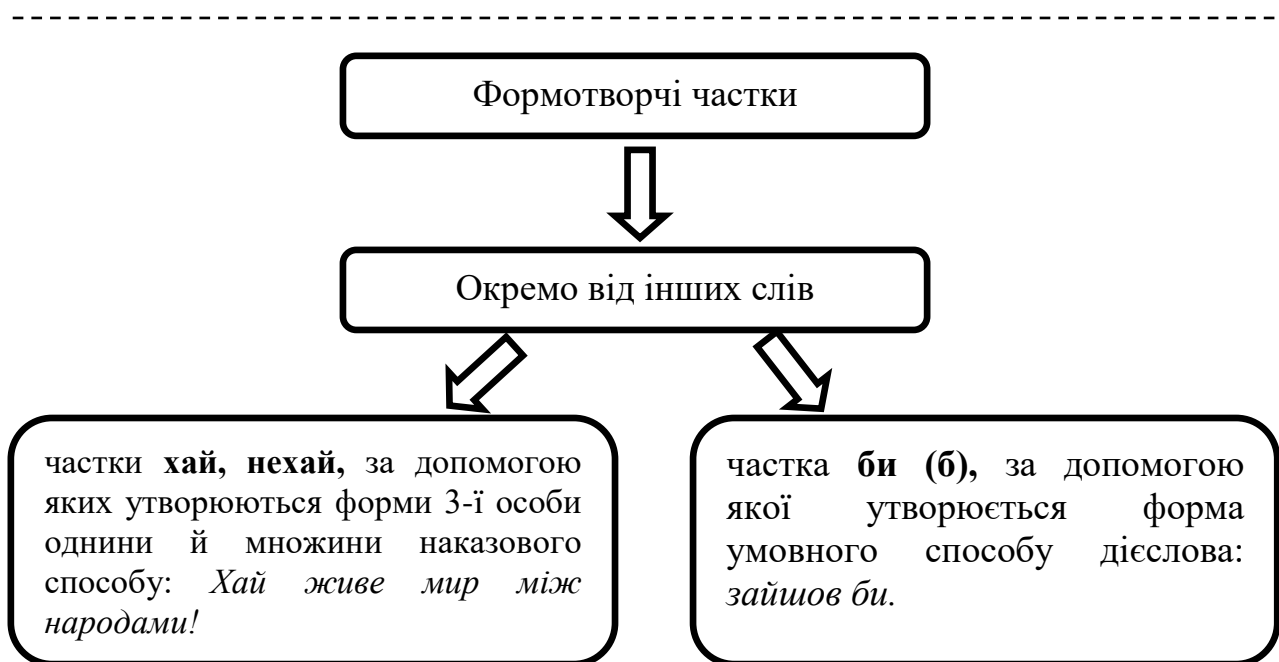 Формотворчі частки
Окремо від інших слів
частки хай, нехай, за допомогою
яких утворюються форми 3-ї особи
однини й множини наказового
способу: Хай живе мир між
народами!
частка би (б), за допомогою
якої утворюється форма
умовного способу дієслова:
зайшов би.